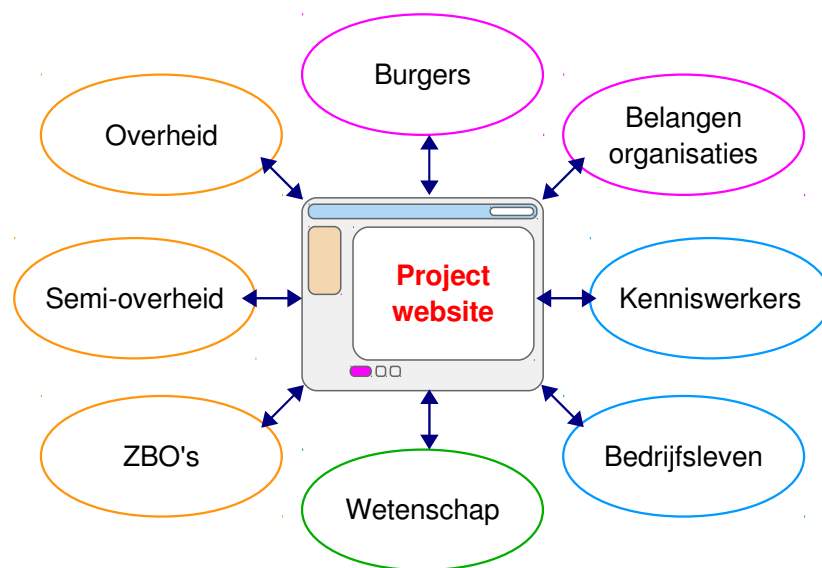 Burgers
Overheid
Belangen
organisaties
Semi-overheid
Project
website
Kenniswerkers
ZBO's
Bedrijfsleven
Wetenschap